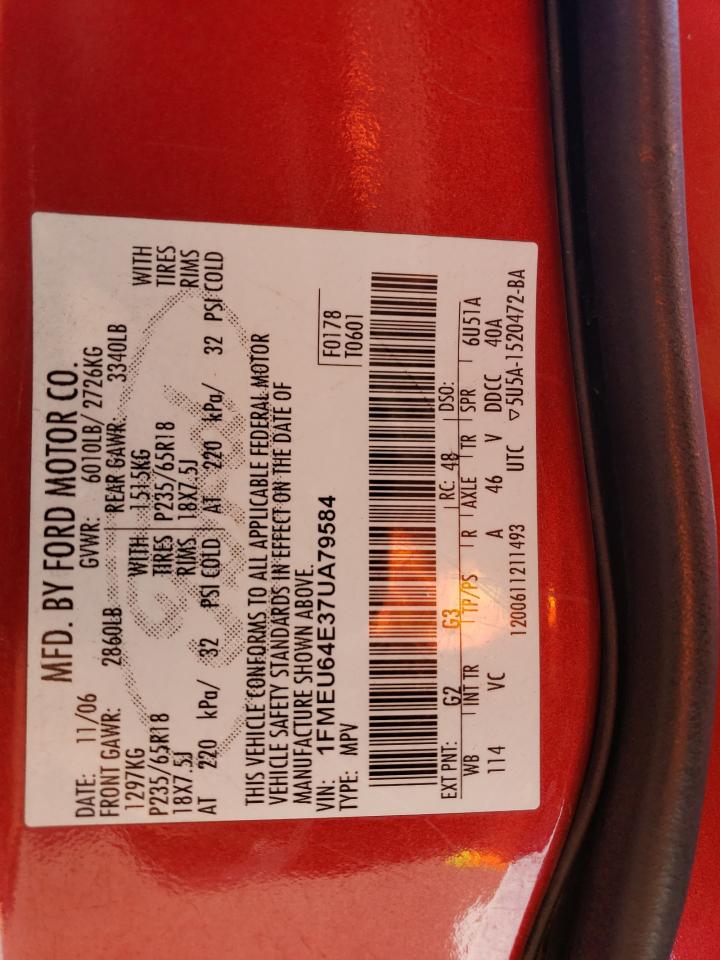 MFD. BY FORD MOTOR CO.
DATE: 11/06 GVWR: 6010LB/ 2726KG
FRONT GAWR: 2860LB REAR GAWR: 3340LB
1297KG WITH 1515KG WITH
P235/65R18 TIRES P235/65R18 TIRES
18X7.5J RIMS 18X7.5J RIMS
AT 220 kPa/ 32 PSI COLD AT 220 kPa/ 32 PSI COLD
THIS VEHICLE CONFORMS TO ALL APPLICABLE FEDERAL MOTOR
VEHICLE SAFETY STANDARDS IN EFFECT ON THE DATE OF
MANUFACTURE SHOWN ABOVE.
VIN: 1FMEU64E37UA79584 F0178
TYPE: MPV T0601
EXT PNT: G2 G3 RC: 48 DSO:
WB INT TR TP/PS R AXLE TR SPR 6U51A
114 VC A 46 V DDCC 40A
1200611211493 UTC ▽5U5A-1520472-BA